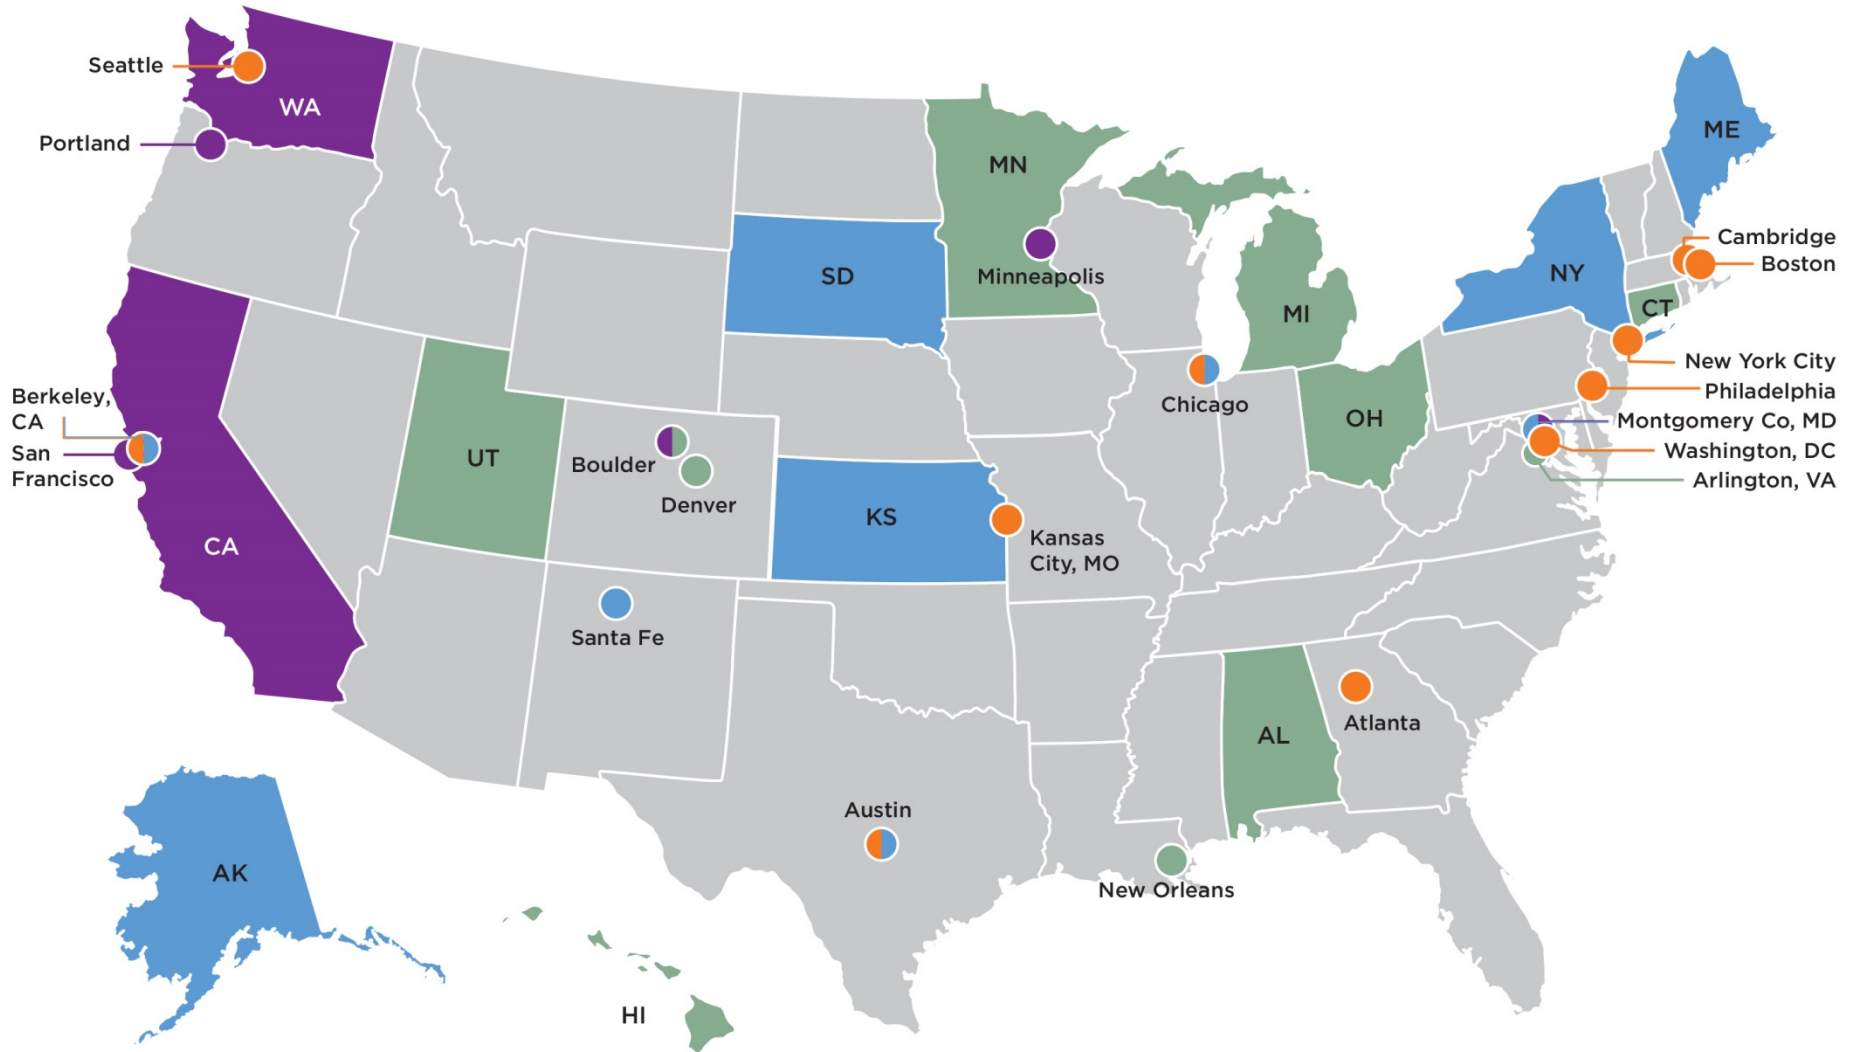 Seattle
WA
Portland
MN
ME
Cambridge
Boston
Minneapolis
SD
NY
MI
CT
New York City
Philadelphia
Berkeley,
CA
San
Francisco
UT
Boulder
Denver
KS
Kansas
City, MO
Chicago
OH
Montgomery Co, MD
Washington, DC
Arlington, VA
CA
Santa Fe
AL
Atlanta
Austin
New Orleans
AK
HI